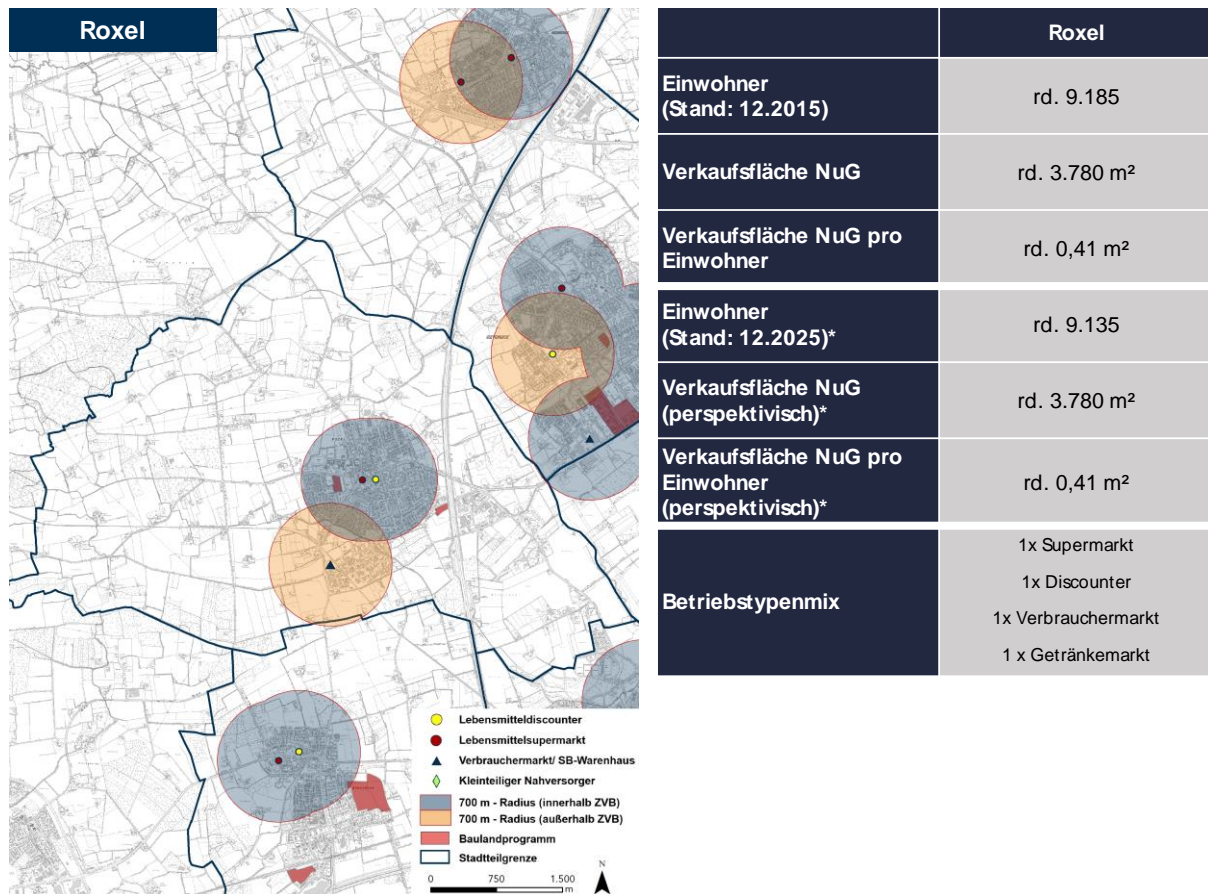 Roxel
Lebensmitteldiscounter
Lebensmittelsupermarkt
Verbrauchermarkt/ SB-Warenhaus
Kleinteiliger Nahversorger
700 m - Radius (innerhalb ZVB)
700 m - Radius (außerhalb ZVB)
Baulandprogramm
Stadtteilgrenze
0 750 1.500
m
N
Roxel
Einwohner
(Stand: 12.2015)
rd. 9.185
Verkaufsfläche NuG
rd. 3.780 m²
Verkaufsfläche NuG pro
Einwohner
rd. 0,41 m²
Einwohner
(Stand: 12.2025)*
rd. 9.135
Verkaufsfläche NuG
(perspektivisch)*
rd. 3.780 m²
Verkaufsfläche NuG pro
Einwohner
(perspektivisch)*
rd. 0,41 m²
Betriebstypenmix
1x Supermarkt
1x Discounter
1x Verbrauchermarkt
1 x Getränkemarkt